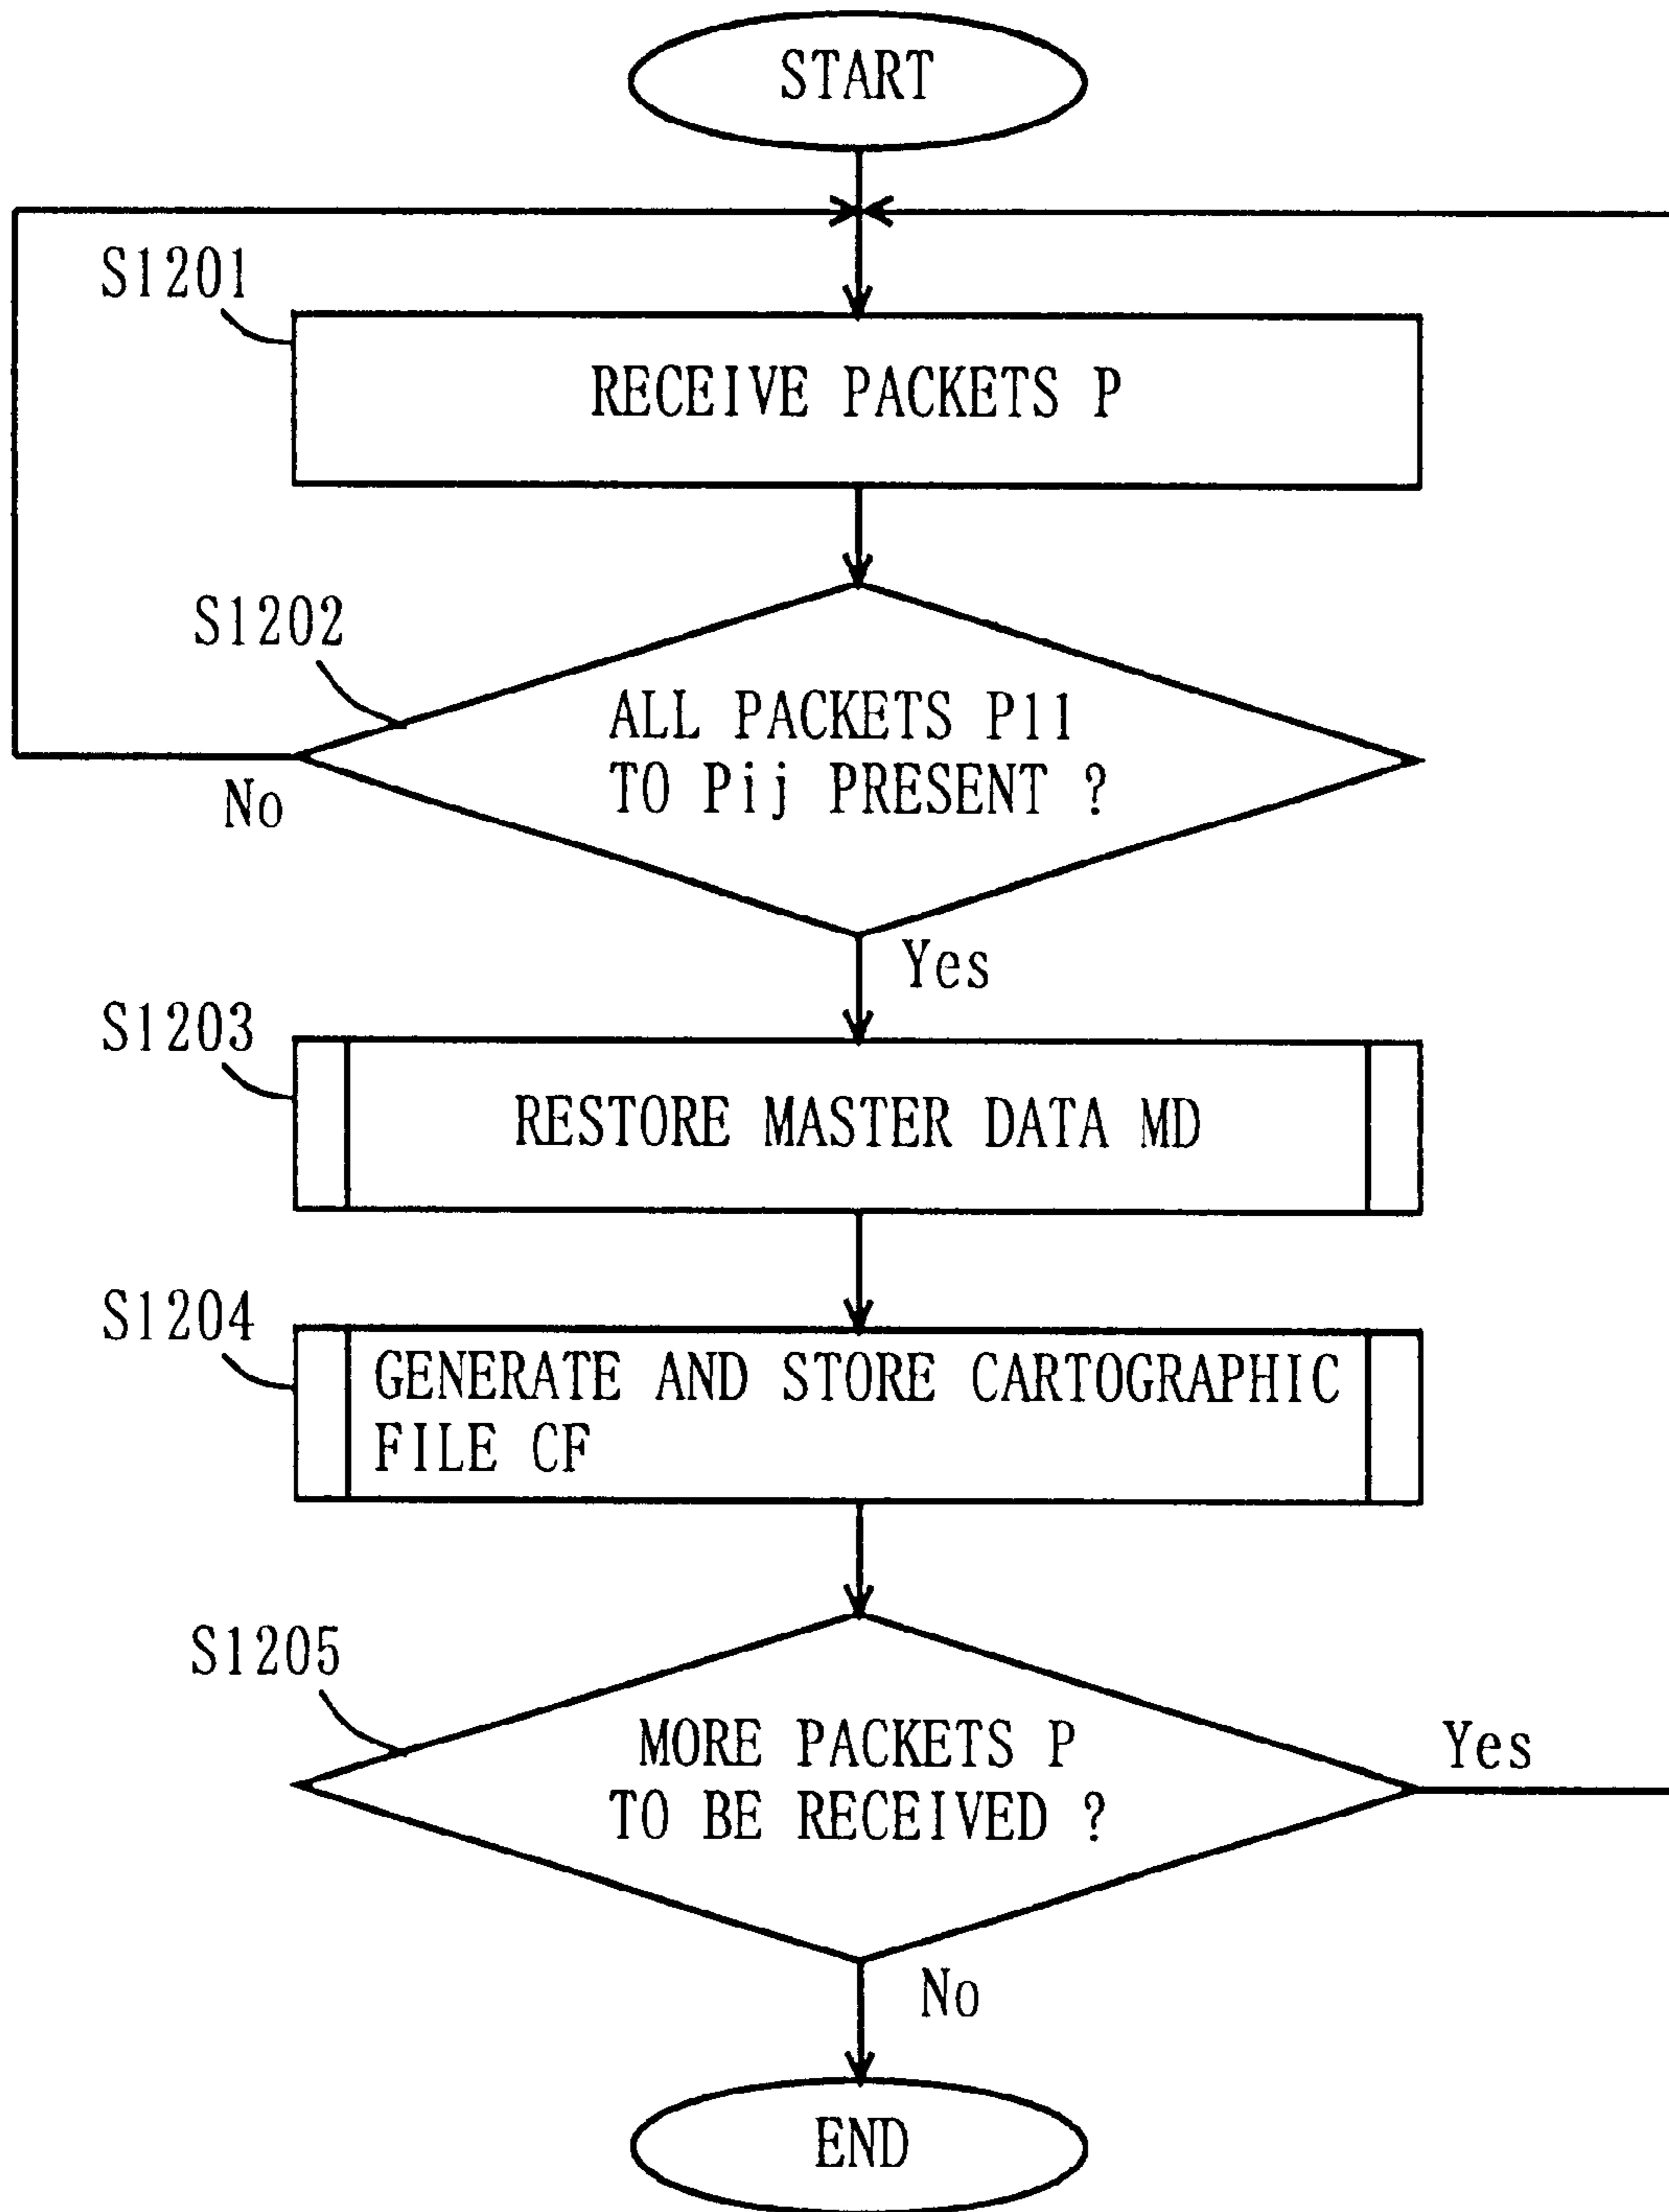 START
S1201
RECEIVE PACKETS P
S1202
ALL PACKETS P11
TO Pij PRESENT ?
No
Yes
S1203
RESTORE MASTER DATA MD
S1204
GENERATE AND STORE CARTOGRAPHIC
FILE CF
S1205
MORE PACKETS P
TO BE RECEIVED ?
Yes
No
END